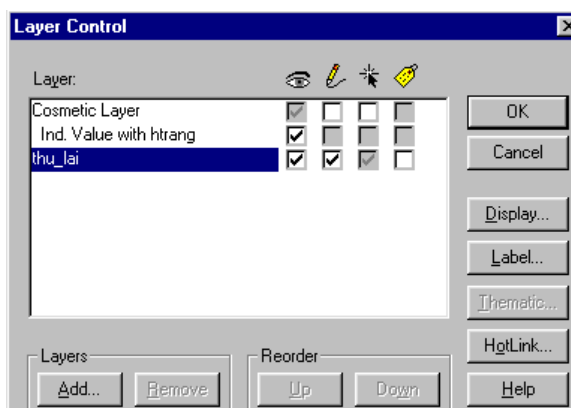 Layer Control
Layer:
Cosmetic Layer
Ind. Value with htrang
thu_lai
OK
Cancel
Display...
Label...
Thematic...
HotLink...
Help
Layers
Add...
Remove
Reorder
Up
Down